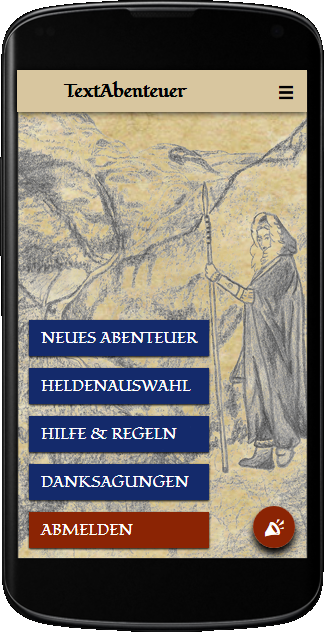 TextAbenteuer
NEUES ABENTEUER
HELDENAUSWAHL
HILFE & REGELN
DANKSAGUNGEN
ABMELDEN